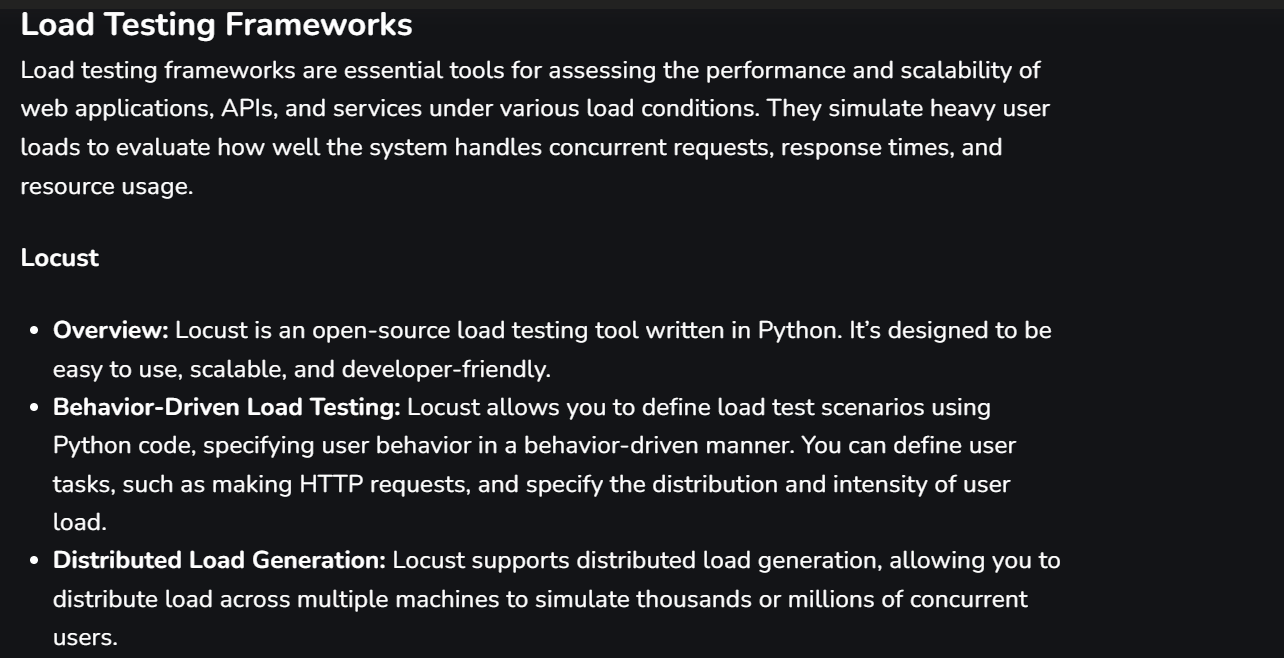 Load Testing Frameworks
Load testing frameworks are essential tools for assessing the performance and scalability of
web applications, APIs, and services under various load conditions. They simulate heavy user
loads to evaluate how well the system handles concurrent requests, response times, and
resource usage.
Locust
• Overview: Locust is an open-source load testing tool written in Python. It’s designed to be
easy to use, scalable, and developer-friendly.
• Behavior-Driven Load Testing: Locust allows you to define load test scenarios using
Python code, specifying user behavior in a behavior-driven manner. You can define user
tasks, such as making HTTP requests, and specify the distribution and intensity of user
load.
• Distributed Load Generation: Locust supports distributed load generation, allowing you to
distribute load across multiple machines to simulate thousands or millions of concurrent
users.